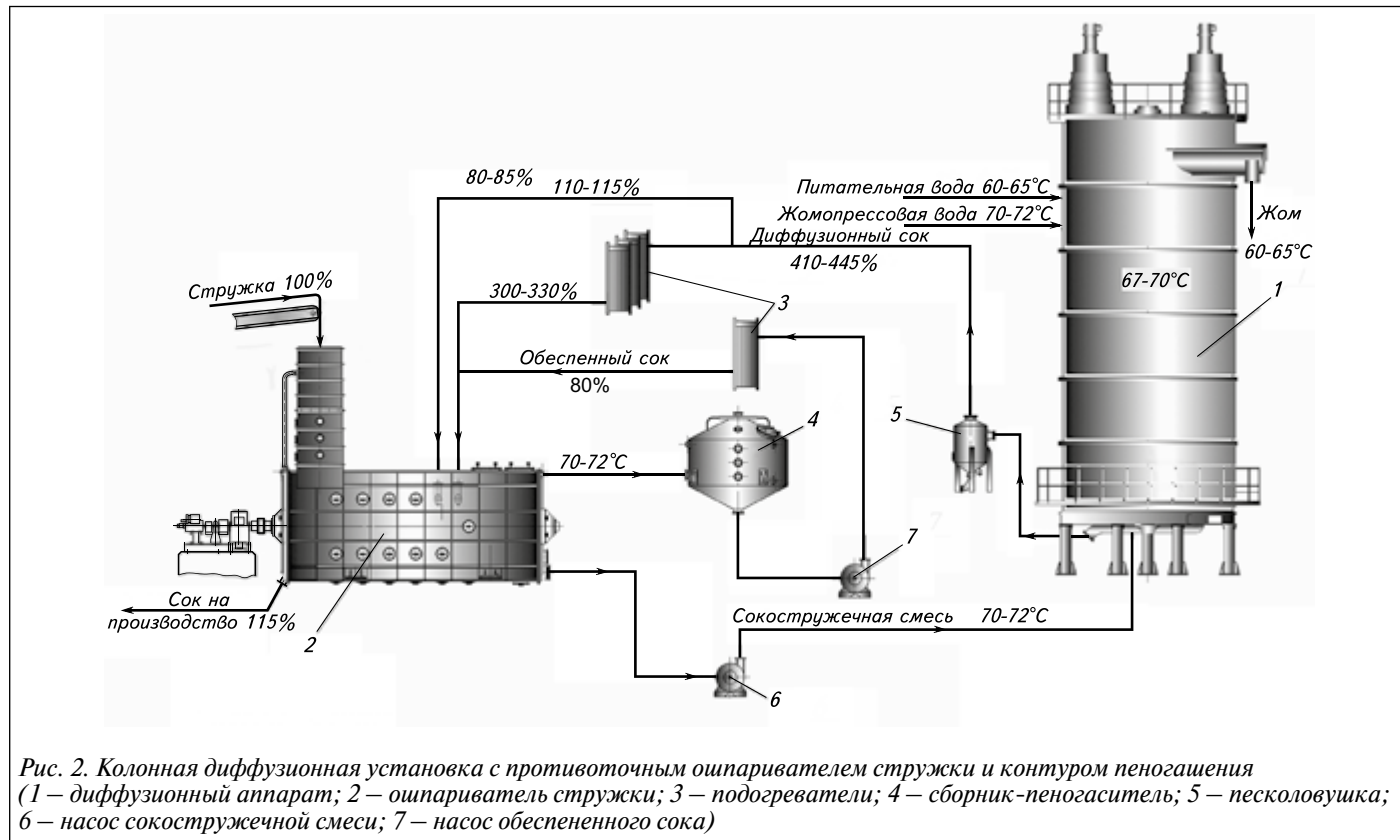 80-85%
110-115%
Питательная вода 60-65°С
Жомопрессовая вода 70-72°С
Диффузионный сок
410-445%
Жом
60-65°С
67-70°С
1
Стружка 100%
300-330%
3
Обеспенный сок
80%
4
5
70-72°С
7
Сок на
производство 115%
2
Сокостружечная смесь 70-72°С
6
Рис. 2. Колонная диффузионная установка с противоточным ошпаривателем стружки и контуром пеногашения
(1 – диффузионный аппарат; 2 – ошпариватель стружки; 3 – подогреватели; 4 – сборник-пеногаситель; 5 – песколовушка;
6 – насос сокостружечной смеси; 7 – насос обеспененного сока)